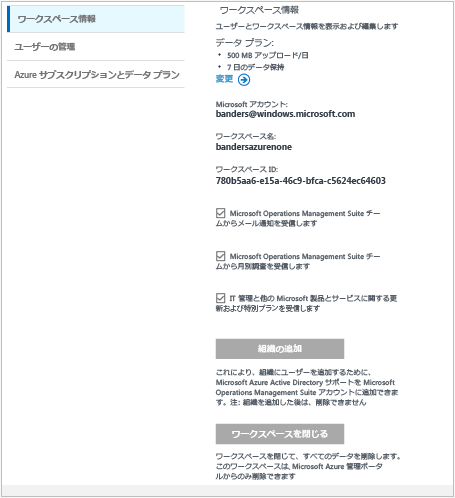 ワークスペース情報
ユーザーの管理
Azure サブスクリプションとデータ プラン
ワークスペース情報
ユーザーとワークスペース情報を表示および編集します
データ プラン:
• 500 MB アップロード/日
• 7 日のデータ保持
変更
Microsoft アカウント:
banders@windows.microsoft.com
ワークスペース名:
bandersazurenone
ワークスペース ID:
780b5aa6-e15a-46c9-bfca-c5624ec64603
Microsoft Operations Management Suite チー
ムからメール通知を受信します
Microsoft Operations Management Suite チー
ムから月別調査を受信します
IT 管理と他の Microsoft 製品とサービスに関する更
新および特別プランを受信します
組織の追加
これにより、組織にユーザーを追加するために、
Microsoft Azure Active Directory サポートを Microsoft
Operations Management Suite アカウントに追加できま
す。注: 組織を追加した後は、削除できません
ワークスペースを閉じる
ワークスペースを閉じて、すべてのデータを削除します。
このワークスペースは、Microsoft Azure 管理ポータ
ルからのみ削除できます